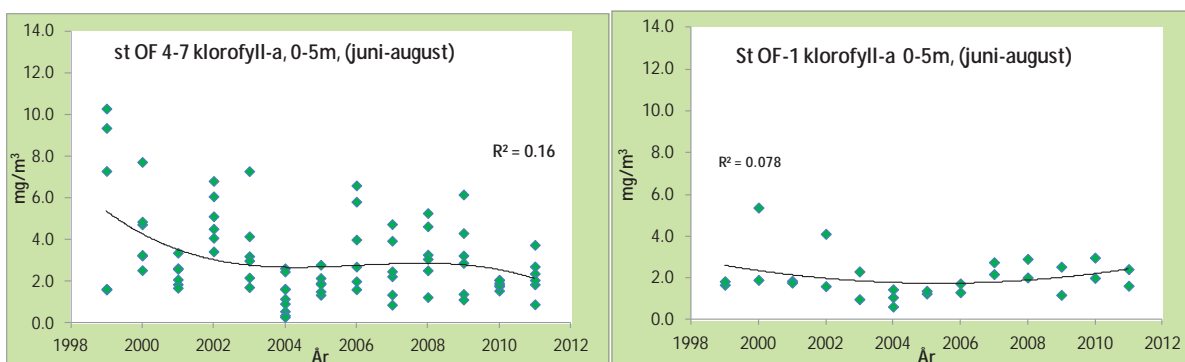 st OF 4-7 klorofyll-a, 0-5m, (juni-august)
14.0
12.0
10.0
8.0
6.0
4.0
2.0
0.0
mg/m³
R² = 0.16
1998 2000 2002 2004 2006 2008 2010 2012
År
St OF-1 klorofyll-a 0-5m, (juni-august)
14.0
12.0
10.0
8.0
6.0
4.0
2.0
0.0
mg/m³
R² = 0.078
1998 2000 2002 2004 2006 2008 2010 2012
År